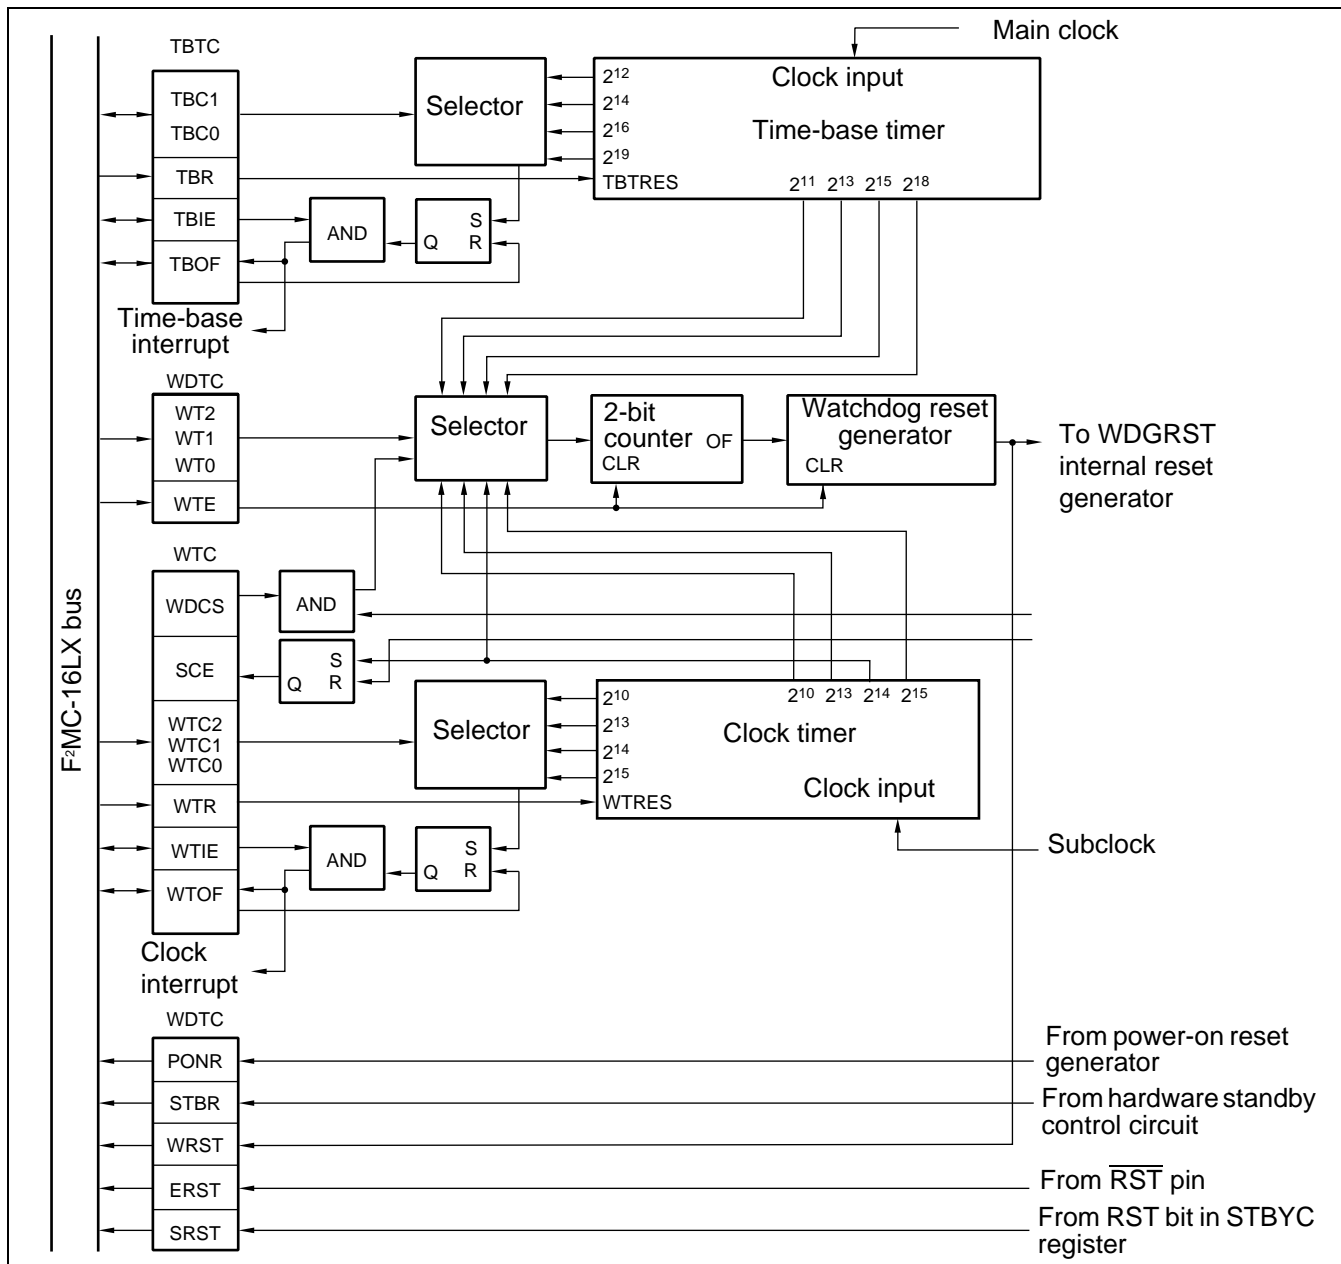 Main clock
TBTC
TBC1
TBC0
TBR
TBIE
TBOF
Selector
2¹²
2¹⁴
2¹⁶
2¹⁹
TBTRES
Clock input
Time-base timer
2¹¹ 2¹³ 2¹⁵ 2¹⁸
AND
S
Q R
Time-base
interrupt
WDTC
WT2
WT1
WT0
WTE
Selector
2-bit
counter OF
CLR
Watchdog reset
generator
CLR
To WDGRST
internal reset
generator
F²MC-16LX bus
WTC
WDCS
SCE
WTC2
WTC1
WTC0
WTR
WTIE
WTOF
AND
S
Q R
Selector
2¹⁰
2¹³
2¹⁴
2¹⁵
WTRES
2¹⁰ 2¹³ 2¹⁴ 2¹⁵
Clock timer
Clock input
Subclock
AND
S
Q R
Clock
interrupt
WDTC
PONR
STBR
WRST
ERST
SRST
From power-on reset
generator
From hardware standby
control circuit
From R̅S̅T̅ pin
From RST bit in STBYC
register